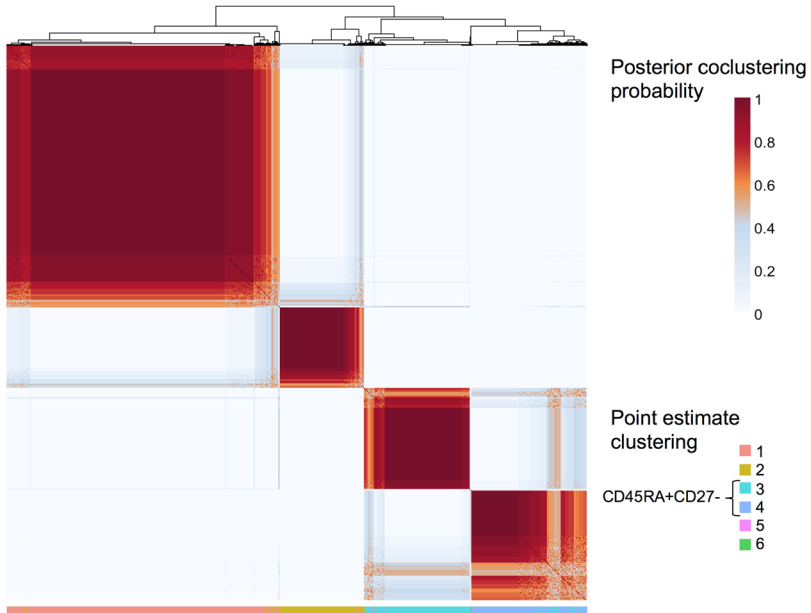 Posterior coclustering
probability
1
0.8
0.6
0.4
0.2
0
Point estimate
clustering
1
2
CD45RA+CD27- 3
4
5
6